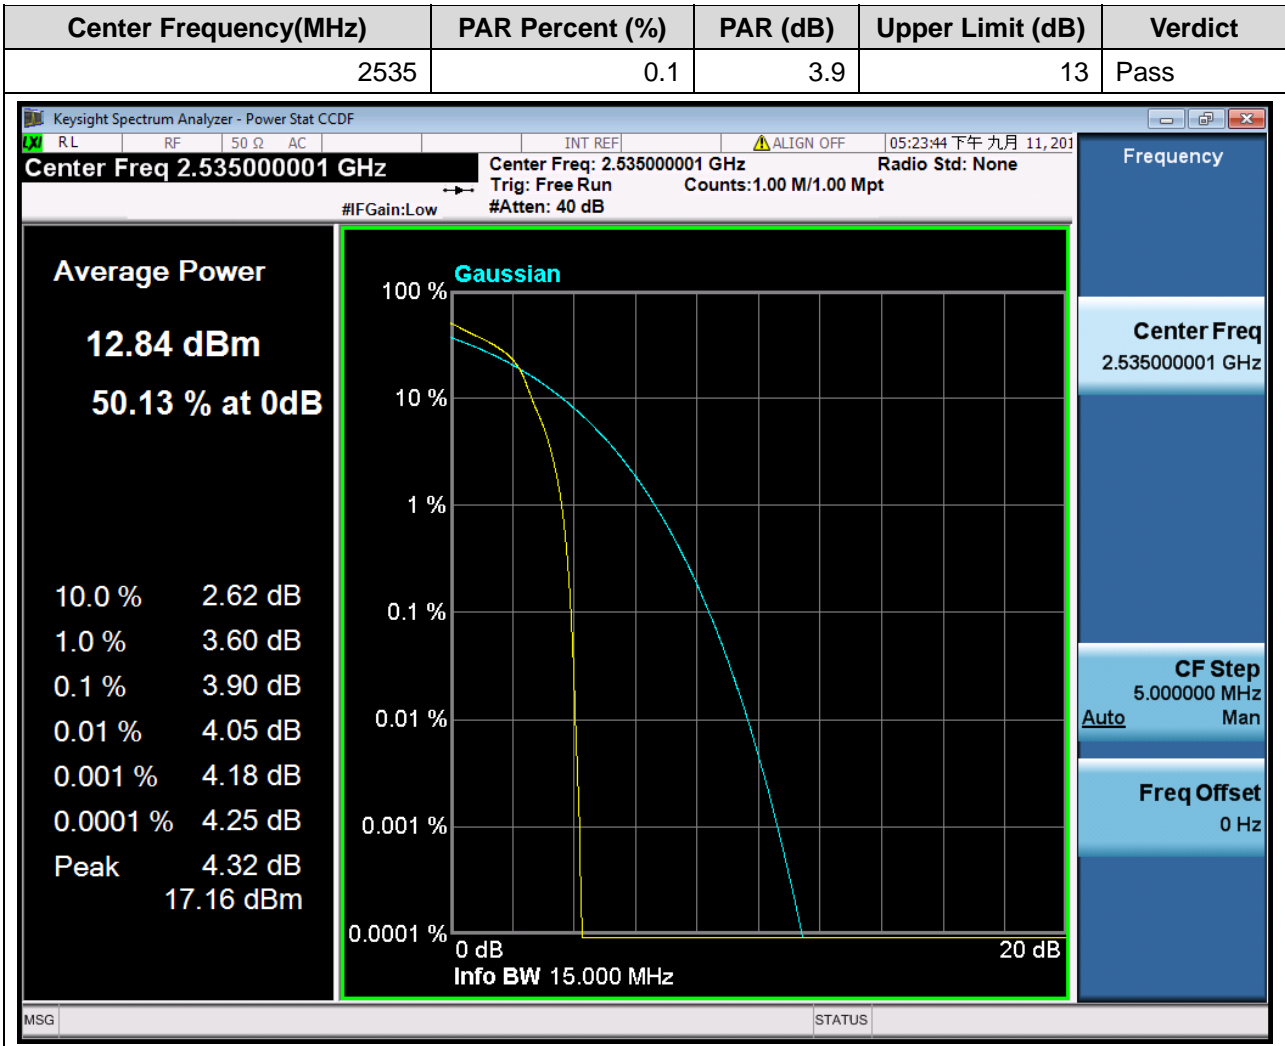 Center Frequency(MHz) PAR Percent (%) PAR (dB) Upper Limit (dB) Verdict
2535 0.1 3.9 13 Pass
Keysight Spectrum Analyzer - Power Stat CCDF
LXI RL RF 50 Ω AC INT REF ALIGN OFF 05:23:44 下午 九月 11, 201
Center Freq 2.535000001 GHz
#IFGain:Low
Center Freq: 2.535000001 GHz Radio Std: None
Trig: Free Run Counts:1.00 M/1.00 Mpt
#Atten: 40 dB
Average Power
12.84 dBm
50.13 % at 0dB
10.0 % 2.62 dB
1.0 % 3.60 dB
0.1 % 3.90 dB
0.01 % 4.05 dB
0.001 % 4.18 dB
0.0001 % 4.25 dB
Peak 4.32 dB
17.16 dBm
Gaussian
100 %
10 %
1 %
0.1 %
0.01 %
0.001 %
0.0001 %
0 dB 20 dB
Info BW 15.000 MHz
Frequency
Center Freq
2.535000001 GHz
CF Step
5.000000 MHz
Auto Man
Freq Offset
0 Hz
MSG STATUS